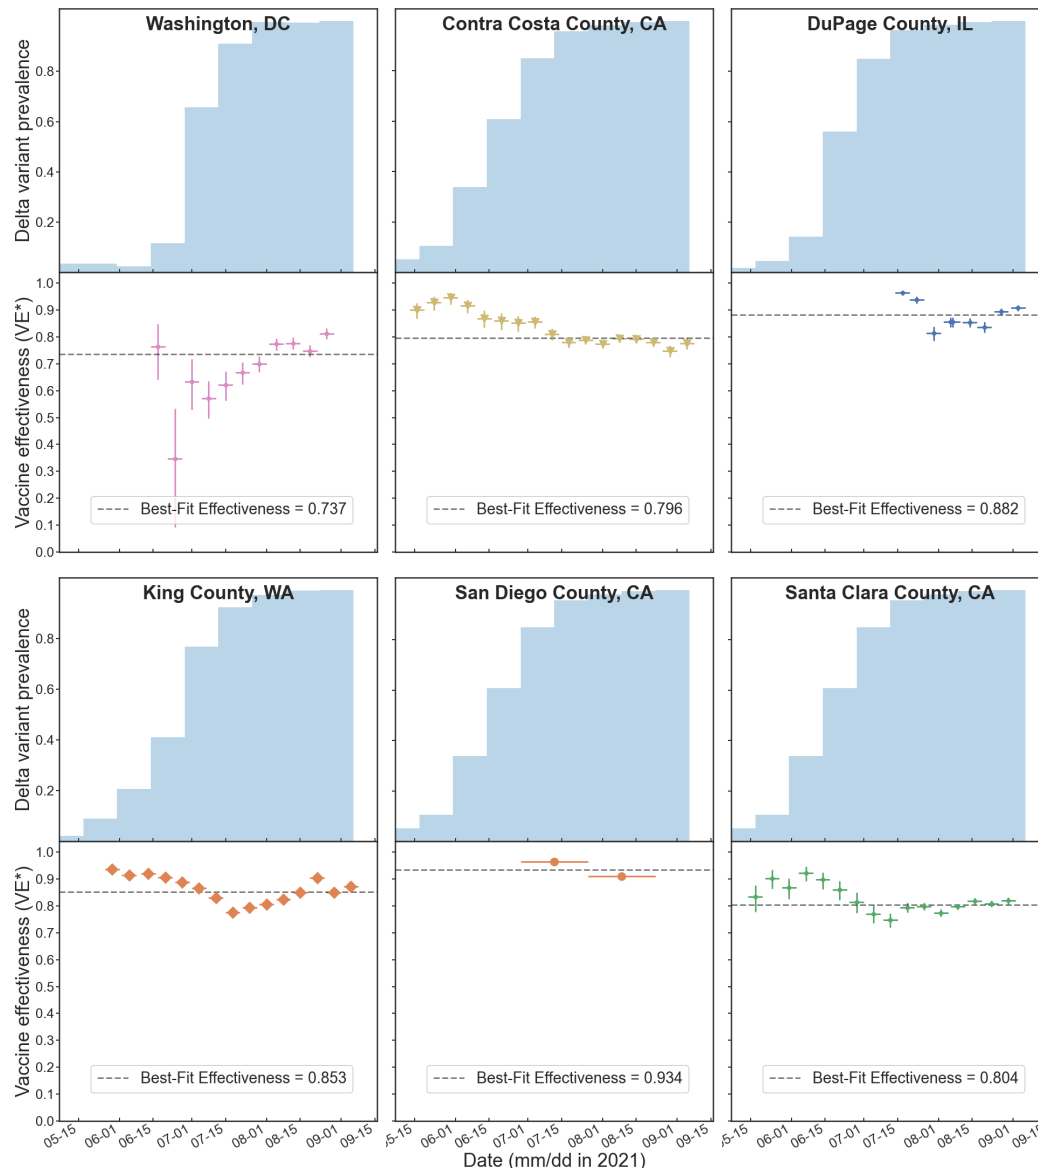 Washington, DC
Contra Costa County, CA
DuPage County, IL
Delta variant prevalence
0.8
0.6
0.4
0.2
Vaccine effectiveness (VE*)
1.0
0.9
0.8
0.7
0.6
0.5
0.4
0.3
0.2
0.1
0.0
Best-Fit Effectiveness = 0.737
Best-Fit Effectiveness = 0.796
Best-Fit Effectiveness = 0.882
King County, WA
San Diego County, CA
Santa Clara County, CA
Delta variant prevalence
0.8
0.6
0.4
0.2
Vaccine effectiveness (VE*)
1.0
0.9
0.8
0.7
0.6
0.5
0.4
0.3
0.2
0.1
0.0
Best-Fit Effectiveness = 0.853
Best-Fit Effectiveness = 0.934
Best-Fit Effectiveness = 0.804
05-15 06-01 06-15 07-01 07-15 08-01 08-15 09-01 09-15
05-15 06-01 06-15 07-01 07-15 08-01 08-15 09-01 09-15
05-15 06-01 06-15 07-01 07-15 08-01 08-15 09-01 09-15
Date (mm/dd in 2021)